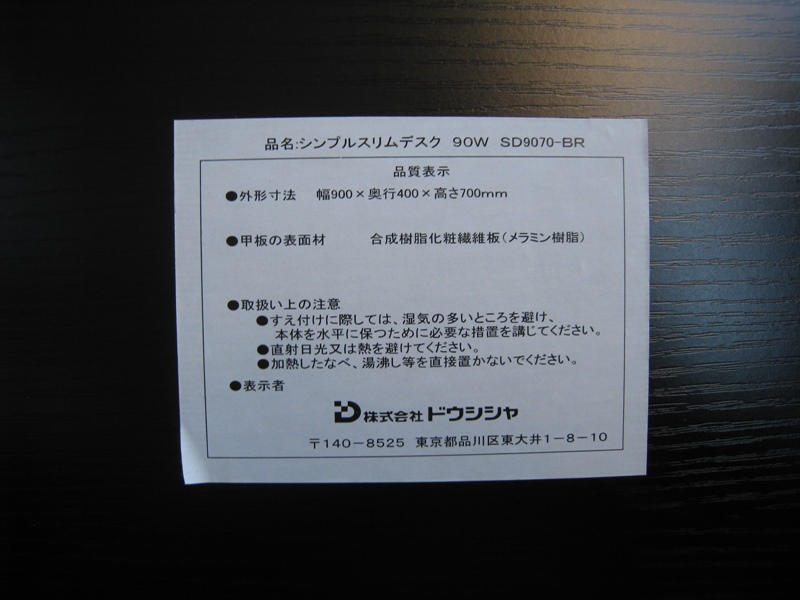 品名:シンプルスリムデスク 90W SD9070-BR
品質表示
●外形寸法 幅900×奥行400×高さ700mm
●甲板の表面材 合成樹脂化粧繊維板(メラミン樹脂)
●取扱い上の注意
●すえ付けに際しては、湿気の多いところを避け、
本体を水平に保つために必要な措置を講じてください。
●直射日光又は熱を避けてください。
●加熱したなべ、湯沸し等を直接置かないでください。
●表示者
株式会社ドウシシャ
〒140-8525 東京都品川区東大井1-8-10